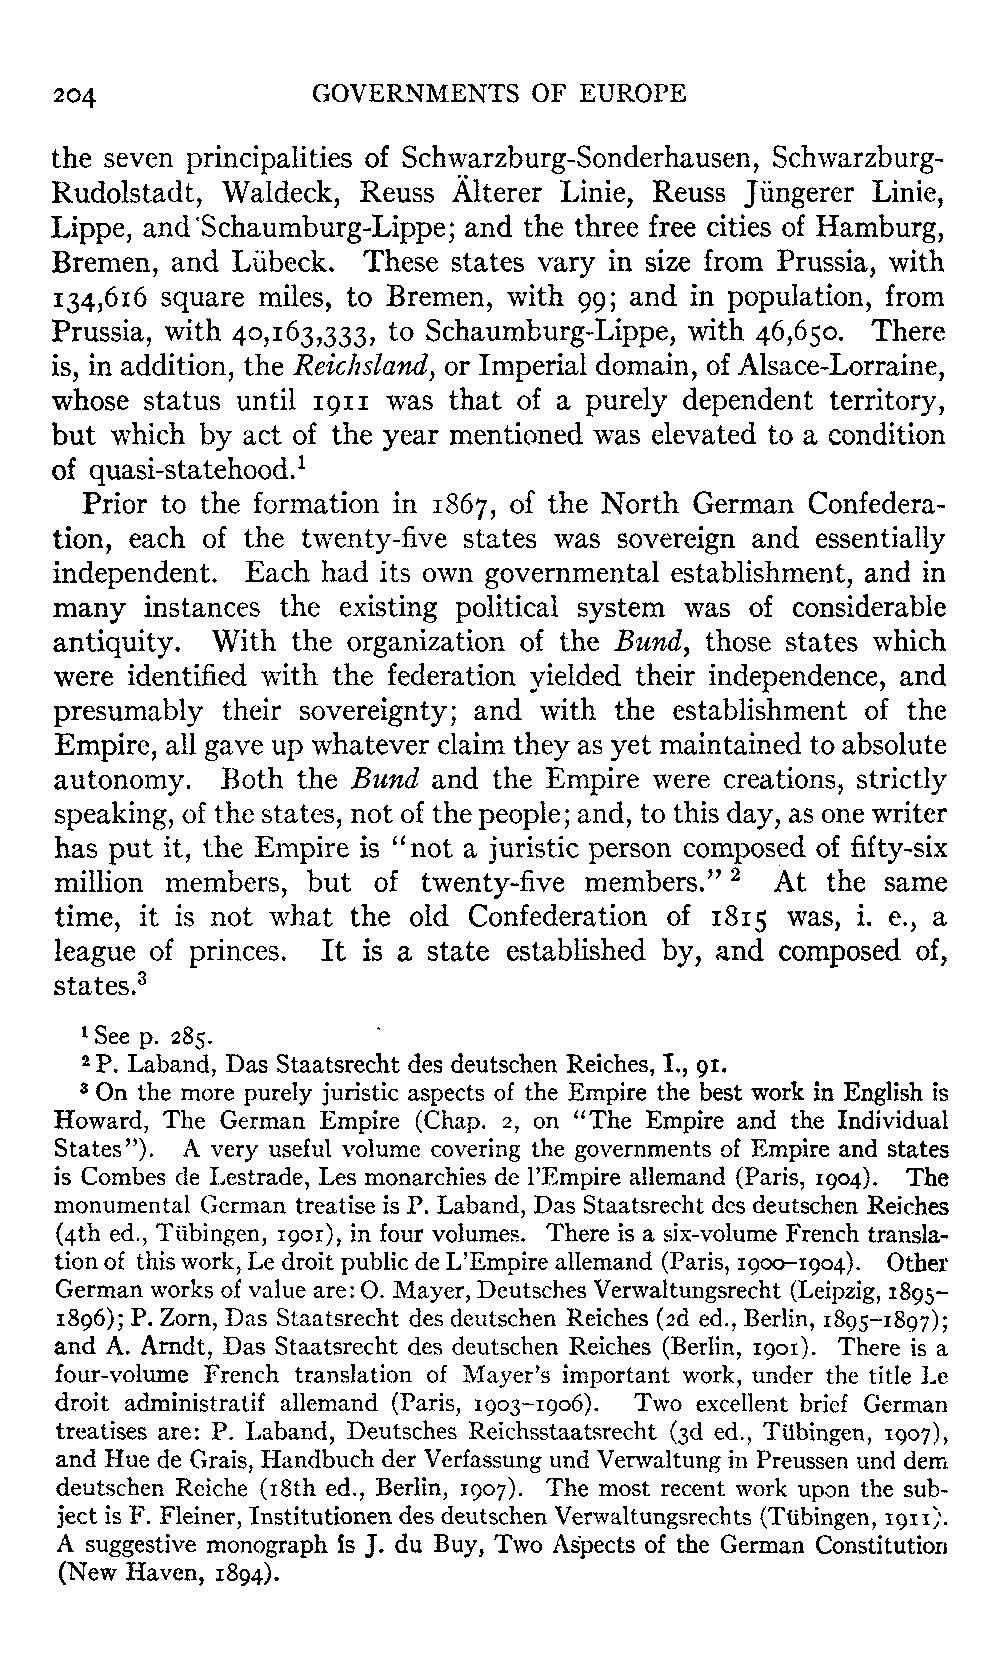 204 GOVERNMENTS OF EUROPE
the seven principalities of Schwarzburg-Sonderhausen, Schwarzburg-
Rudolstadt, Waldeck, Reuss Älterer Linie, Reuss Jüngerer Linie,
Lippe, and Schaumburg-Lippe; and the three free cities of Hamburg,
Bremen, and Lübeck. These states vary in size from Prussia, with
134,616 square miles, to Bremen, with 99; and in population, from
Prussia, with 40,163,333, to Schaumburg-Lippe, with 46,650. There
is, in addition, the Reichsland, or Imperial domain, of Alsace-Lorraine,
whose status until 1911 was that of a purely dependent territory,
but which by act of the year mentioned was elevated to a condition
of quasi-statehood.¹
Prior to the formation in 1867, of the North German Confedera-
tion, each of the twenty-five states was sovereign and essentially
independent. Each had its own governmental establishment, and in
many instances the existing political system was of considerable
antiquity. With the organization of the Bund, those states which
were identified with the federation yielded their independence, and
presumably their sovereignty; and with the establishment of the
Empire, all gave up whatever claim they as yet maintained to absolute
autonomy. Both the Bund and the Empire were creations, strictly
speaking, of the states, not of the people; and, to this day, as one writer
has put it, the Empire is "not a juristic person composed of fifty-six
million members, but of twenty-five members." ² At the same
time, it is not what the old Confederation of 1815 was, i. e., a
league of princes. It is a state established by, and composed of,
states.³
¹ See p. 285.
² P. Laband, Das Staatsrecht des deutschen Reiches, I., 91.
³ On the more purely juristic aspects of the Empire the best work in English is
Howard, The German Empire (Chap. 2, on "The Empire and the Individual
States"). A very useful volume covering the governments of Empire and states
is Combes de Lestrade, Les monarchies de l'Empire allemand (Paris, 1904). The
monumental German treatise is P. Laband, Das Staatsrecht des deutschen Reiches
(4th ed., Tübingen, 1901), in four volumes. There is a six-volume French transla-
tion of this work, Le droit public de L'Empire allemand (Paris, 1900–1904). Other
German works of value are: O. Mayer, Deutsches Verwaltungsrecht (Leipzig, 1895–
1896); P. Zorn, Das Staatsrecht des deutschen Reiches (2d ed., Berlin, 1895–1897);
and A. Arndt, Das Staatsrecht des deutschen Reiches (Berlin, 1901). There is a
four-volume French translation of Mayer's important work, under the title Le
droit administratif allemand (Paris, 1903–1906). Two excellent brief German
treatises are: P. Laband, Deutsches Reichsstaatsrecht (3d ed., Tübingen, 1907),
and Hue de Grais, Handbuch der Verfassung und Verwaltung in Preussen und dem
deutschen Reiche (18th ed., Berlin, 1907). The most recent work upon the sub-
ject is F. Fleiner, Institutionen des deutschen Verwaltungsrechts (Tübingen, 1911).
A suggestive monograph is J. du Buy, Two Aspects of the German Constitution
(New Haven, 1894).